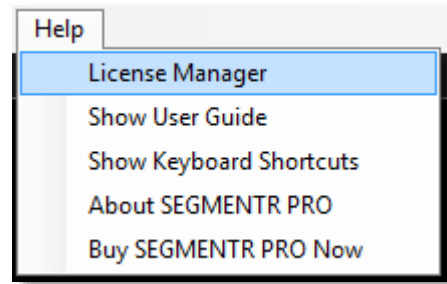 Help
License Manager
Show User Guide
Show Keyboard Shortcuts
About SEGMENTR PRO
Buy SEGMENTR PRO Now